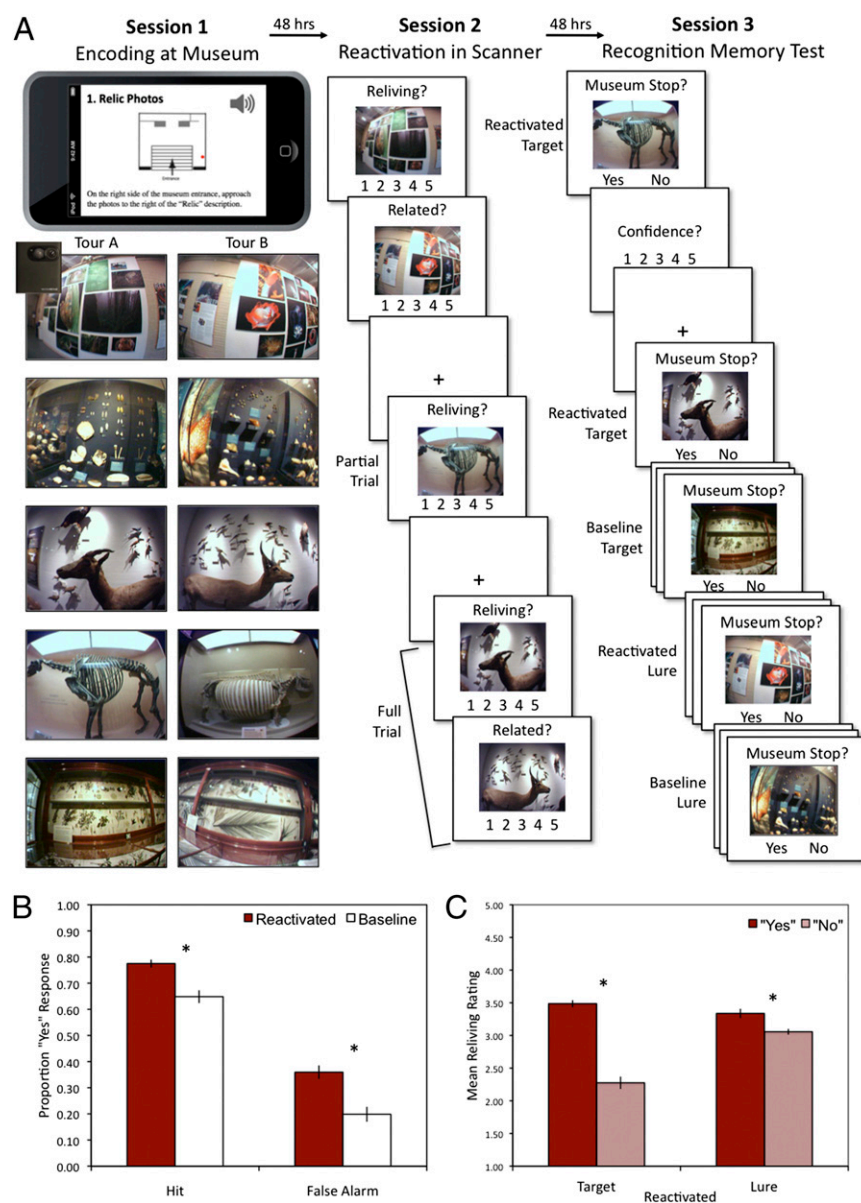 A
Session 1
Encoding at Museum
48 hrs
Session 2
Reactivation in Scanner
48 hrs
Session 3
Recognition Memory Test
1. Relic Photos
Entrance
On the right side of the museum entrance, approach
the photos to the right of the "Relic" description.
iPod
9:42 AM
Tour A
Tour B
Reliving?
1 2 3 4 5
Related?
1 2 3 4 5
+
Partial
Trial
Reliving?
1 2 3 4 5
+
Full
Trial
Reliving?
1 2 3 4 5
Related?
1 2 3 4 5
Reactivated
Target
Museum Stop?
Yes No
Confidence?
1 2 3 4 5
+
Reactivated
Target
Museum Stop?
Yes No
Baseline
Target
Museum Stop?
Yes No
Reactivated
Lure
Museum Stop?
Yes No
Baseline
Lure
Museum Stop?
Yes No
B
Proportion "Yes" Response
1.00
0.90
0.80
0.70
0.60
0.50
0.40
0.30
0.20
0.10
0.00
Reactivated Baseline
*
*
Hit
False Alarm
C
Mean Reliving Rating
5.00
4.50
4.00
3.50
3.00
2.50
2.00
1.50
1.00
"Yes" "No"
*
*
Target
Lure
Reactivated